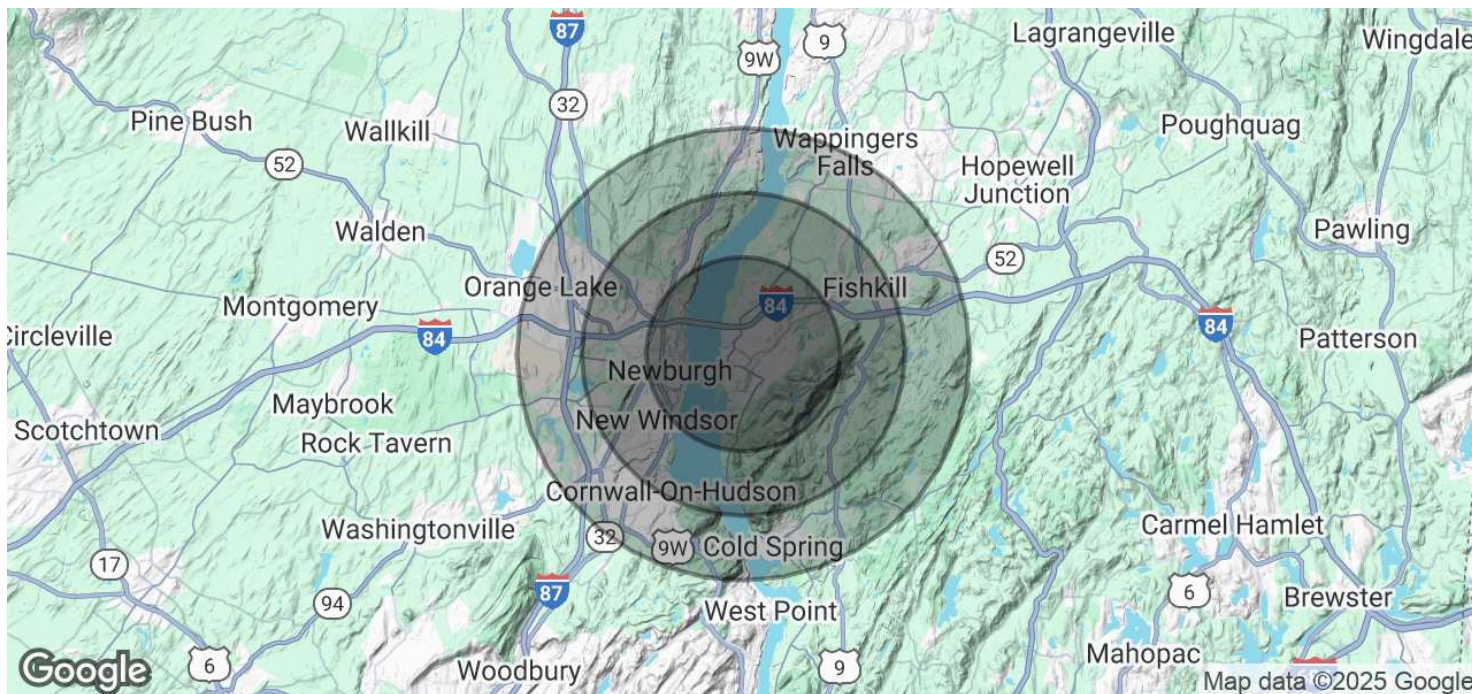 87
9W
9
Lagrangeville
Wingdale
32
Pine Bush
Wallkill
Poughquag
Wappingers
Falls
52
Hopewell
Junction
Walden
Pawling
52
Orange Lake
Fishkill
Montgomery
84
84
84
Circleville
Patterson
Newburgh
Maybrook
New Windsor
Scotchtown
Rock Tavern
Cornwall-On-Hudson
Washingtonville
Carmel Hamlet
32
9W
Cold Spring
17
87
6
94
West Point
Brewster
Mahopac
6
Woodbury
9
Google
Map data ©2025 Google